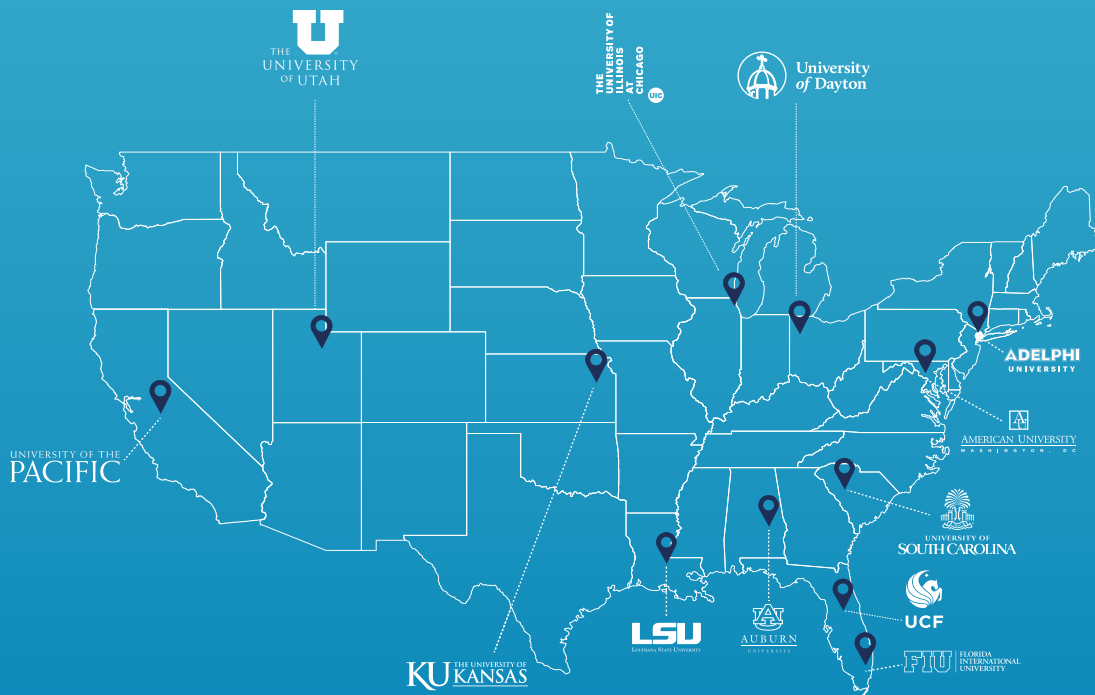 U
THE
UNIVERSITY
OF UTAH
THE
UNIVERSITY OF
ILLINOIS
AT
CHICAGO
UIC
University
of Dayton
ADELPHI
UNIVERSITY
AU
AMERICAN UNIVERSITY
WASHINGTON, DC
UNIVERSITY OF THE
PACIFIC
UNIVERSITY OF
SOUTH CAROLINA
UCF
LSU
LOUISIANA STATE UNIVERSITY
AU
AUBURN
UNIVERSITY
FIU
FLORIDA
INTERNATIONAL
UNIVERSITY
KU
THE UNIVERSITY OF
KANSAS